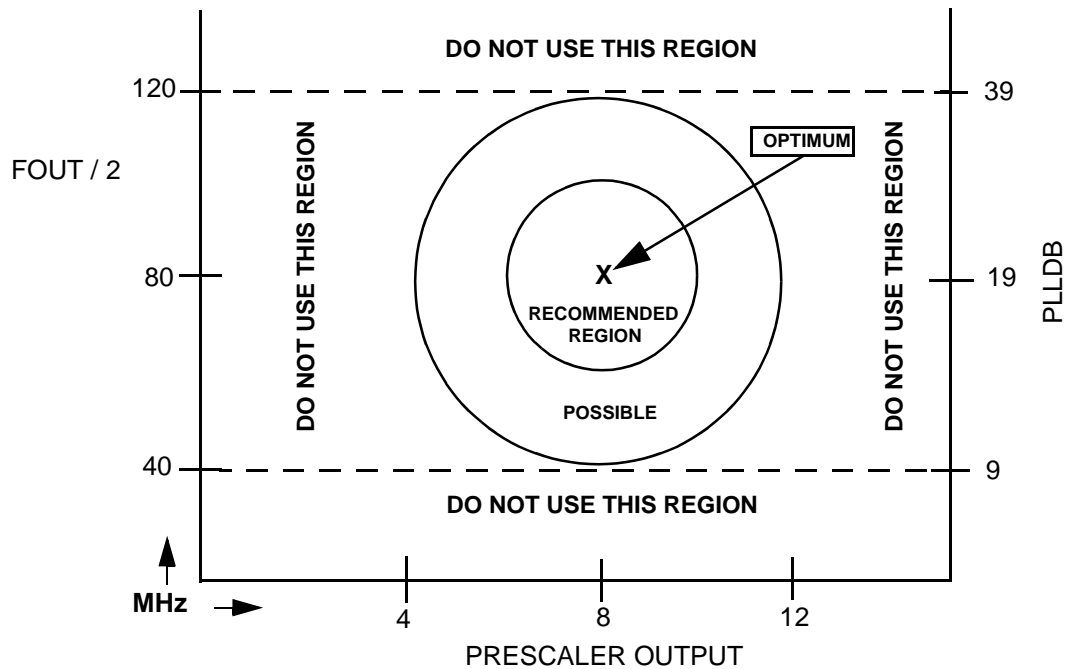 DO NOT USE THIS REGION
120
39
OPTIMUM
FOUT / 2
DO NOT USE THIS REGION
DO NOT USE THIS REGION
80
X
19
PLLDB
RECOMMENDED
REGION
POSSIBLE
40
9
DO NOT USE THIS REGION
MHz
4
8
12
PRESCALER OUTPUT